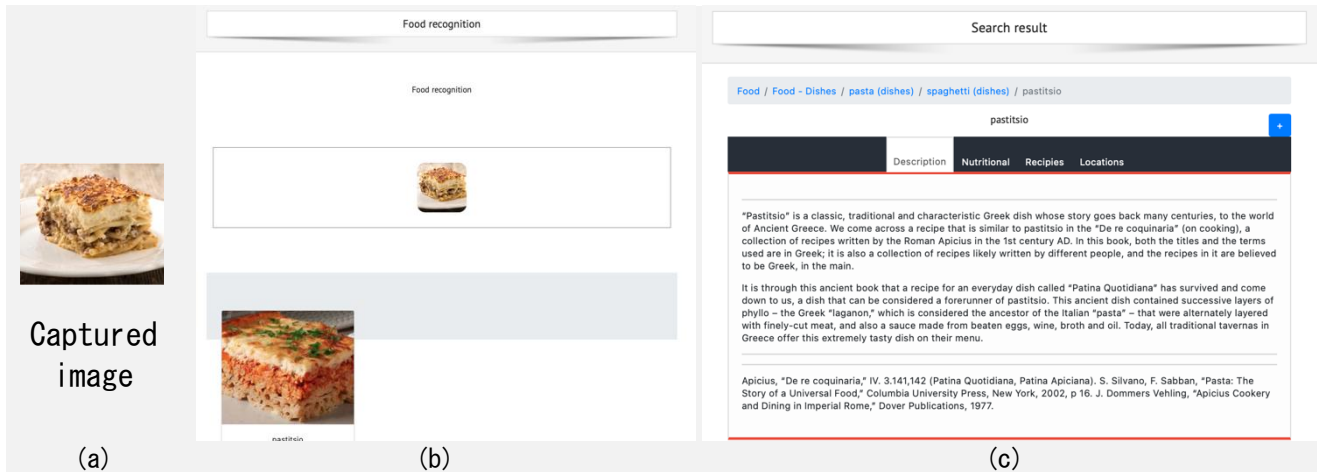 Captured
image
(a)
Food recognition
Food recognition
pastitsio
(b)
Search result
Food / Food - Dishes / pasta (dishes) / spaghetti (dishes) / pastitsio
pastitsio
+
Description Nutritional Recipies Locations
"Pastitsio" is a classic, traditional and characteristic Greek dish whose story goes back many centuries, to the world
of Ancient Greece. We come across a recipe that is similar to pastitsio in the "De re coquinaria" (on cooking), a
collection of recipes written by the Roman Apicius in the 1st century AD. In this book, both the titles and the terms
used are in Greek; it is also a collection of recipes likely written by different people, and the recipes in it are believed
to be Greek, in the main.
It is through this ancient book that a recipe for an everyday dish called "Patina Quotidiana" has survived and come
down to us, a dish that can be considered a forerunner of pastitsio. This ancient dish contained successive layers of
phyllo – the Greek "laganon," which is considered the ancestor of the Italian "pasta" – that were alternately layered
with finely-cut meat, and also a sauce made from beaten eggs, wine, broth and oil. Today, all traditional tavernas in
Greece offer this extremely tasty dish on their menu.
Apicius, "De re coquinaria," IV. 3.141,142 (Patina Quotidiana, Patina Apiciana). S. Silvano, F. Sabban, "Pasta: The
Story of a Universal Food," Columbia University Press, New York, 2002, p 16. J. Dommers Vehling, "Apicius Cookery
and Dining in Imperial Rome," Dover Publications, 1977.
(c)